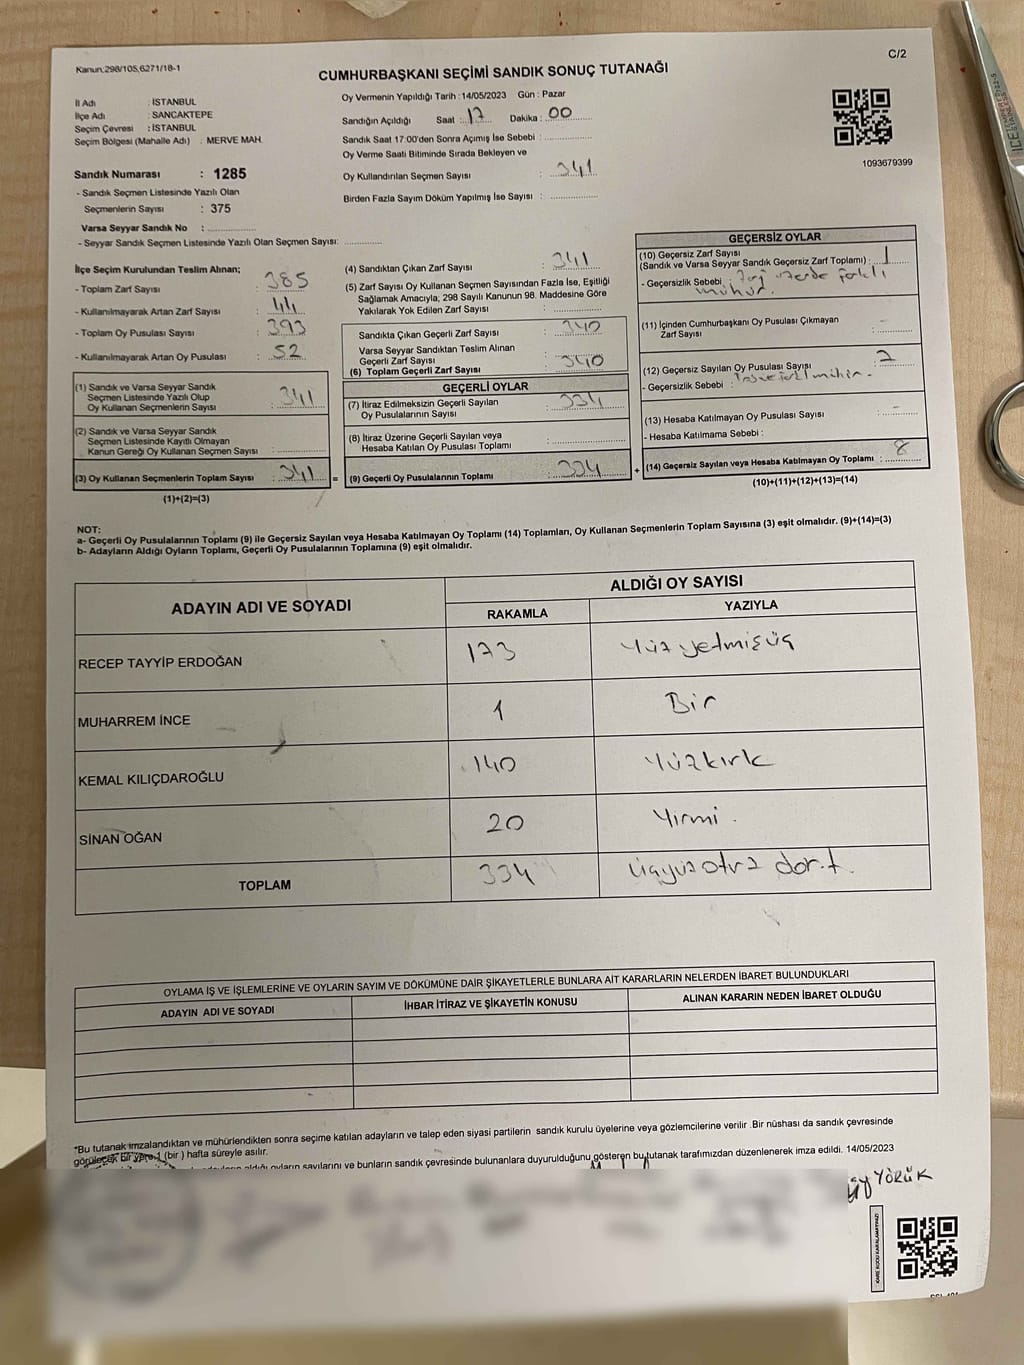 Kanun:298/105,6271/18-1
C/2
CUMHURBAŞKANI SEÇİMİ SANDIK SONUÇ TUTANAĞI
İl Adı : İSTANBUL
İlçe Adı : SANCAKTEPE
Seçim Çevresi : İSTANBUL
Seçim Bölgesi (Mahalle Adı) : MERVE MAH.
Sandık Numarası : 1285
- Sandık Seçmen Listesinde Yazılı Olan
Seçmenlerin Sayısı : 375
Varsa Seyyar Sandık No :
- Seyyar Sandık Seçmen Listesinde Yazılı Olan Seçmen Sayısı:
Oy Vermenin Yapıldığı Tarih : 14/05/2023 Gün : Pazar
Sandığın Açıldığı Saat : 17 Dakika : 00
Sandık Saat 17.00'den Sonra Açımış İse Sebebi :
Oy Verme Saati Bitiminde Sırada Bekleyen ve
Oy Kullandırılan Seçmen Sayısı : 341
Birden Fazla Sayım Döküm Yapılmış İse Sayısı :
1093679399
İlçe Seçim Kurulundan Teslim Alınan;
- Toplam Zarf Sayısı : 385
- Kullanılmayarak Artan Zarf Sayısı : 44
- Toplam Oy Pusulası Sayısı : 393
- Kullanılmayarak Artan Oy Pusulası : 52
(1) Sandık ve Varsa Seyyar Sandık
Seçmen Listesinde Yazılı Olup
Oy Kullanan Seçmenlerin Sayısı : 341
(2) Sandık ve Varsa Seyyar Sandık
Seçmen Listesinde Kayıtlı Olmayan
Kanun Gereği Oy Kullanan Seçmen Sayısı :
(3) Oy Kullanan Seçmenlerin Toplam Sayısı : 341
(1)+(2)=(3)
(4) Sandıktan Çıkan Zarf Sayısı : 341
(5) Zarf Sayısı Oy Kullanan Seçmen Sayısından Fazla İse, Eşitliği
Sağlamak Amacıyla; 298 Sayılı Kanunun 98. Maddesine Göre
Yakılarak Yok Edilen Zarf Sayısı :
Sandıkta Çıkan Geçerli Zarf Sayısı : 340
Varsa Seyyar Sandıktan Teslim Alınan
Geçerli Zarf Sayısı
(6) Toplam Geçerli Zarf Sayısı : 340
GEÇERLİ OYLAR
(7) İtiraz Edilmeksizin Geçerli Sayılan
Oy Pusulalarının Sayısı : 334
(8) İtiraz Üzerine Geçerli Sayılan veya
Hesaba Katılan Oy Pusulası Toplamı :
= (9) Geçerli Oy Pusulalarının Toplamı : 334
GEÇERSİZ OYLAR
(10) Geçersiz Zarf Sayısı
(Sandık ve Varsa Seyyar Sandık Geçersiz Zarf Toplamı) : 1
- Geçersizlik Sebebi : farklı
mühür.
(11) İçinden Cumhurbaşkanı Oy Pusulası Çıkmayan
Zarf Sayısı : -
(12) Geçersiz Sayılan Oy Pusulası Sayısı : 7
- Geçersizlik Sebebi :
(13) Hesaba Katılmayan Oy Pusulası Sayısı : -
- Hesaba Katılmama Sebebi :
+ (14) Geçersiz Sayılan veya Hesaba Katılmayan Oy Toplamı : 8
(10)+(11)+(12)+(13)=(14)
NOT:
a- Geçerli Oy Pusulalarının Toplamı (9) ile Geçersiz Sayılan veya Hesaba Katılmayan Oy Toplamı (14) Toplamları, Oy Kullanan Seçmenlerin Toplam Sayısına (3) eşit olmalıdır. (9)+(14)=(3)
b- Adayların Aldığı Oyların Toplamı, Geçerli Oy Pusulalarının Toplamına (9) eşit olmalıdır.
ADAYIN ADI VE SOYADI
ALDIĞI OY SAYISI
RAKAMLA YAZIYLA
RECEP TAYYİP ERDOĞAN 173 Yüz yetmişüç
MUHARREM İNCE 1 Bir
KEMAL KILIÇDAROĞLU 140 Yüzkırk
SİNAN OĞAN 20 Yirmi.
TOPLAM 334 üçyüzotuz dört.
OYLAMA İŞ VE İŞLEMLERİNE VE OYLARIN SAYIM VE DÖKÜMÜNE DAİR ŞİKAYETLERLE BUNLARA AİT KARARLARIN NELERDEN İBARET BULUNDUKLARI
ADAYIN ADI VE SOYADI İHBAR İTİRAZ VE ŞİKAYETİN KONUSU ALINAN KARARIN NEDEN İBARET OLDUĞU
*Bu tutanak imzalandıktan ve mühürlendikten sonra seçime katılan adayların ve talep eden siyasi partilerin sandık kurulu üyelerine veya gözlemcilerine verilir .Bir nüshası da sandık çevresinde
görülecek bir yere 1 (bir ) hafta süreyle asılır.
aldığı oyların sayılarını ve bunların sandık çevresinde bulunanlara duyurulduğunu gösteren bu tutanak tarafımızdan düzenlenerek imza edildi. 14/05/2023
YÖRÜK
KARE KODU KARALAMAYINIZ!